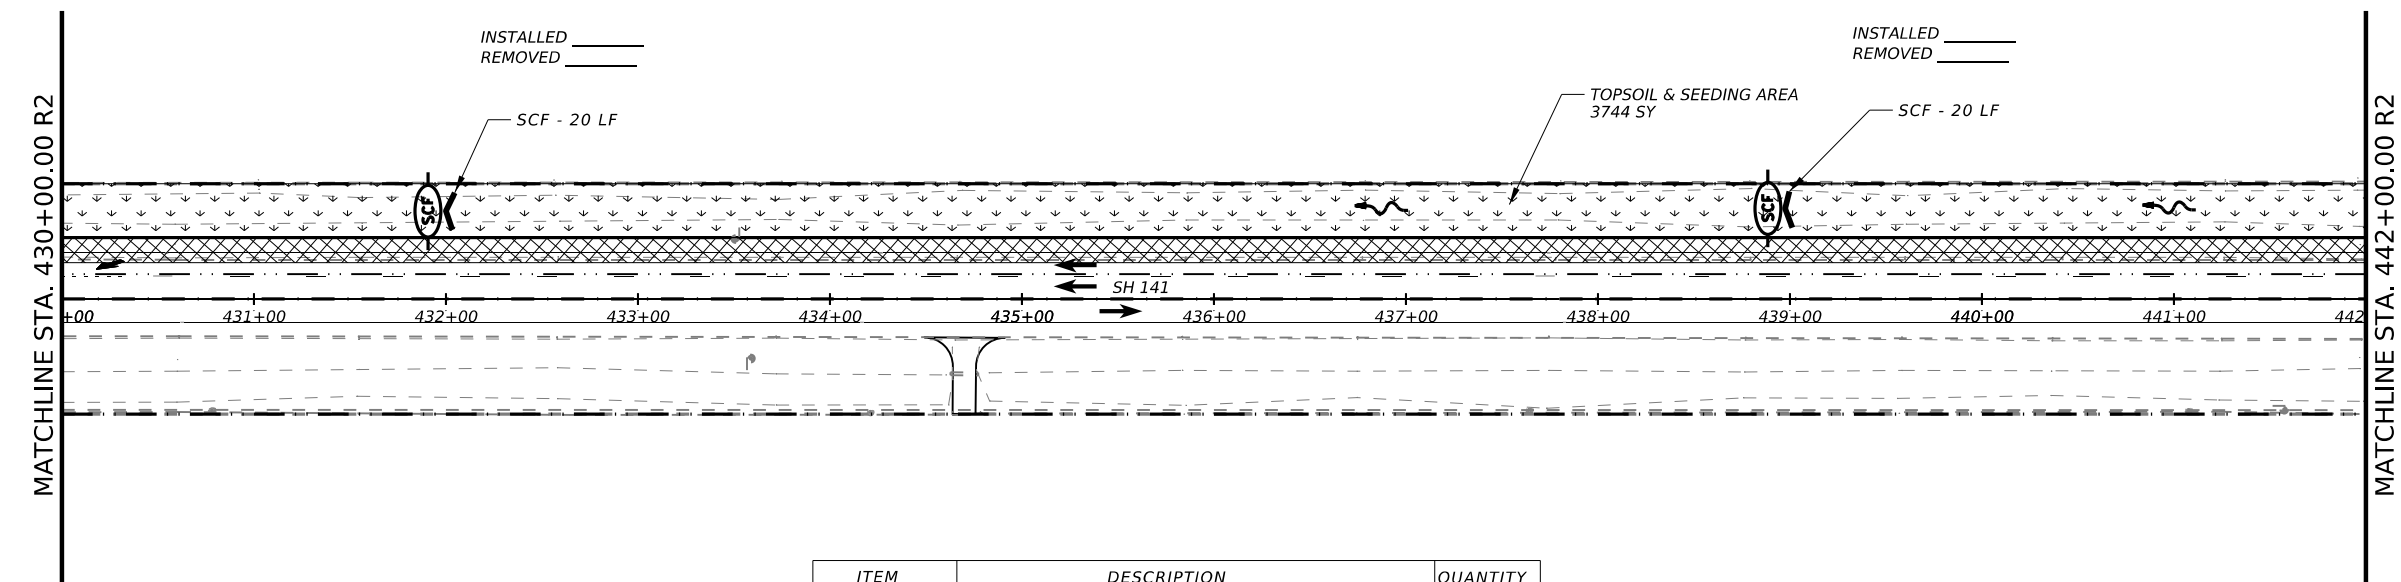 INSTALLED
REMOVED
INSTALLED
REMOVED
TOPSOIL & SEEDING AREA
3744 SY
SCF - 20 LF
SCF - 20 LF
MATCHLINE STA. 430+00.00 R2
MATCHLINE STA. 442+00.00 R2
SCF
SCF
SH 141
+00 431+00 432+00 433+00 434+00 435+00 436+00 437+00 438+00 439+00 440+00 441+00 442
ITEM DESCRIPTION QUANTITY